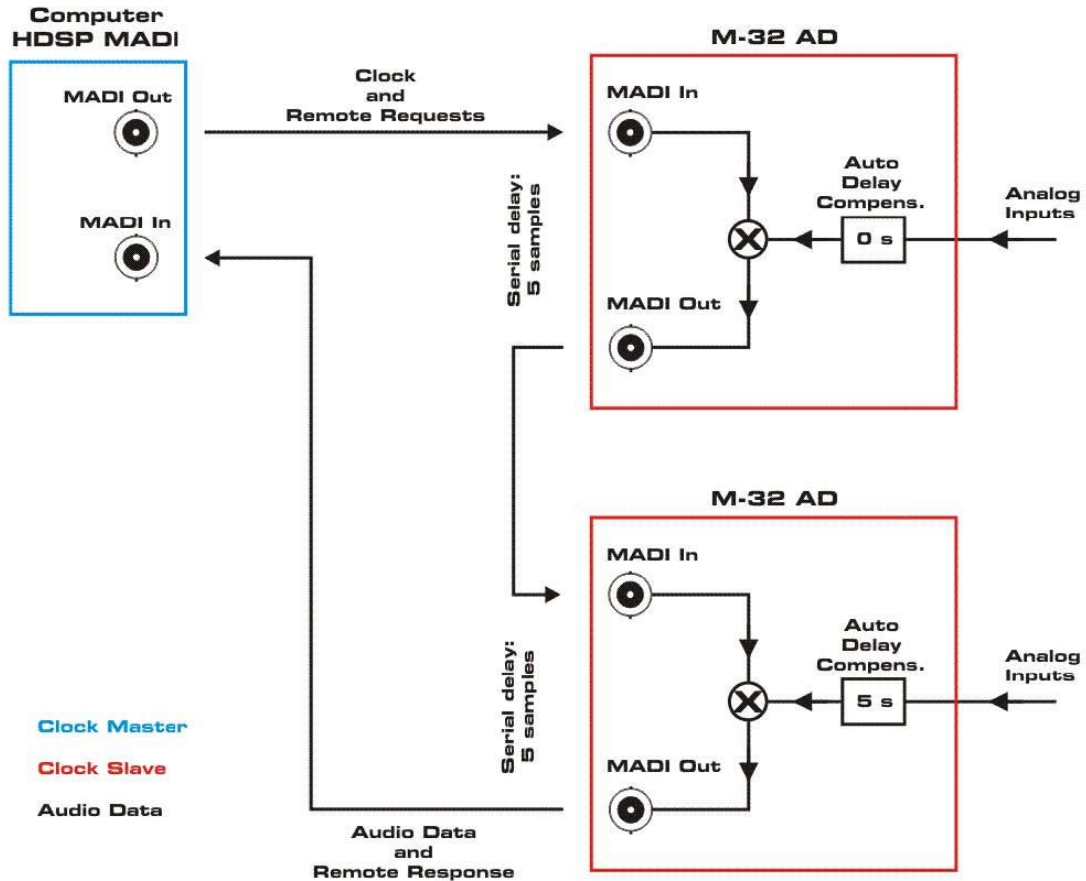 Computer
HDSP MADI
MADI Out
MADI In
Clock
and
Remote Requests
M-32 AD
MADI In
Serial delay:
5 samples
Auto
Delay
Compens.
0 s
Analog
Inputs
MADI Out
M-32 AD
MADI In
Serial delay:
5 samples
Auto
Delay
Compens.
5 s
Analog
Inputs
MADI Out
Clock Master
Clock Slave
Audio Data
Audio Data
and
Remote Response